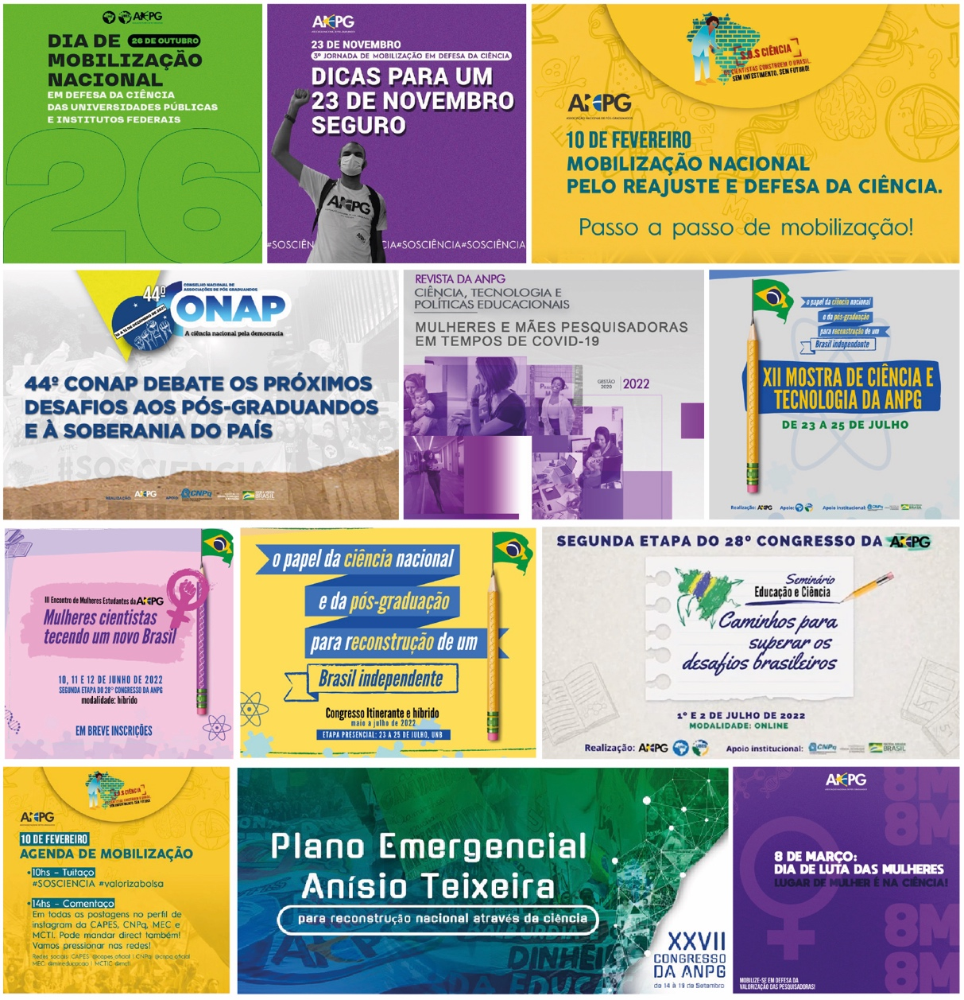 ANPG
DIA DE 26 DE OUTUBRO
MOBILIZAÇÃO
NACIONAL
EM DEFESA DA CIÊNCIA
DAS UNIVERSIDADES PÚBLICAS
E INSTITUTOS FEDERAIS
26
ANPG
23 DE NOVEMBRO
3ª JORNADA DE MOBILIZAÇÃO EM DEFESA DA CIÊNCIA
DICAS PARA UM
23 DE NOVEMBRO
SEGURO
ANPG
#SOSCIÊN CIA#SOSCIÊNCIA#SOSCIÊNCIA
S.O.S CIÊNCIA
OS CIENTISTAS CONSTROEM O BRASIL.
SEM INVESTIMENTO, SEM FUTURO!
ANPG
ASSOCIAÇÃO NACIONAL DE PÓS-GRADUANDOS
10 DE FEVEREIRO
MOBILIZAÇÃO NACIONAL
PELO REAJUSTE E DEFESA DA CIÊNCIA.
Passo a passo de mobilização!
44º
CONSELHO NACIONAL DE
ASSOCIAÇÕES DE PÓS GRADUANDOS
CONAP
A ciência nacional pela democracia
44º CONAP DEBATE OS PRÓXIMOS
DESAFIOS AOS PÓS-GRADUANDOS
E À SOBERANIA DO PAÍS
#SOSCIENCIA
REALIZAÇÃO: ANPG APOIO: CNPq BRASIL
REVISTA DA ANPG
CIÊNCIA, TECNOLOGIA E
POLÍTICAS EDUCACIONAIS
MULHERES E MÃES PESQUISADORAS
EM TEMPOS DE COVID-19
GESTÃO
2020 2022
o papel da ciência nacional
e da pós-graduação
para reconstrução de um
Brasil independente
XII MOSTRA DE CIÊNCIA E
TECNOLOGIA DA ANPG
DE 23 A 25 DE JULHO
Realização: ANPG Apoio: Apoio institucional: CNPq BRASIL
III Encontro de Mulheres Estudantes da ANPG
Mulheres cientistas
tecendo um novo Brasil
10, 11 E 12 DE JUNHO DE 2022
SEGUNDA ETAPA DO 28º CONGRESSO DA ANPG
modalidade: híbrido
EM BREVE INSCRIÇÕES
o papel da ciência nacional
e da pós-graduação
para reconstrução de um
Brasil independente
Congresso Itinerante e híbrido
maio a julho de 2022
ETAPA PRESENCIAL: 23 A 25 DE JULHO, UNB
SEGUNDA ETAPA DO 28º CONGRESSO DA ANPG
Seminário
Educação e Ciência
Caminhos para
superar os
desafios brasileiros
1º E 2 DE JULHO DE 2022
MODALIDADE: ONLINE
Realização: ANPG Apoio institucional: CNPq BRASIL
S.O.S CIÊNCIA
ANPG
10 DE FEVEREIRO
AGENDA DE MOBILIZAÇÃO
•10hs – Tuitaço
#SOSCIENCIA #valorizabolsa
•14hs – Comentaço
Em todas as postagens no perfil de
instagram da CAPES, CNPq, MEC e
MCTI. Pode mandar direct também!
Vamos pressionar nas redes!
Redes sociais: CAPES @capes_oficial | CNPq @cnpq_oficial
MEC @mineducacao | MCTIC @mcti
Plano Emergencial
Anísio Teixeira
para reconstrução nacional através da ciência
DINHEI
DA EDUCA
XXVII
CONGRESSO
DA ANPG
de 14 à 19 de Setembro
ANPG
8M
8M
8 DE MARÇO:
DIA DE LUTA DAS MULHERES
LUGAR DE MULHER É NA CIÊNCIA!
8M
8M
MOBILIZE-SE EM DEFESA DA
VALORIZAÇÃO DAS PESQUISADORAS!